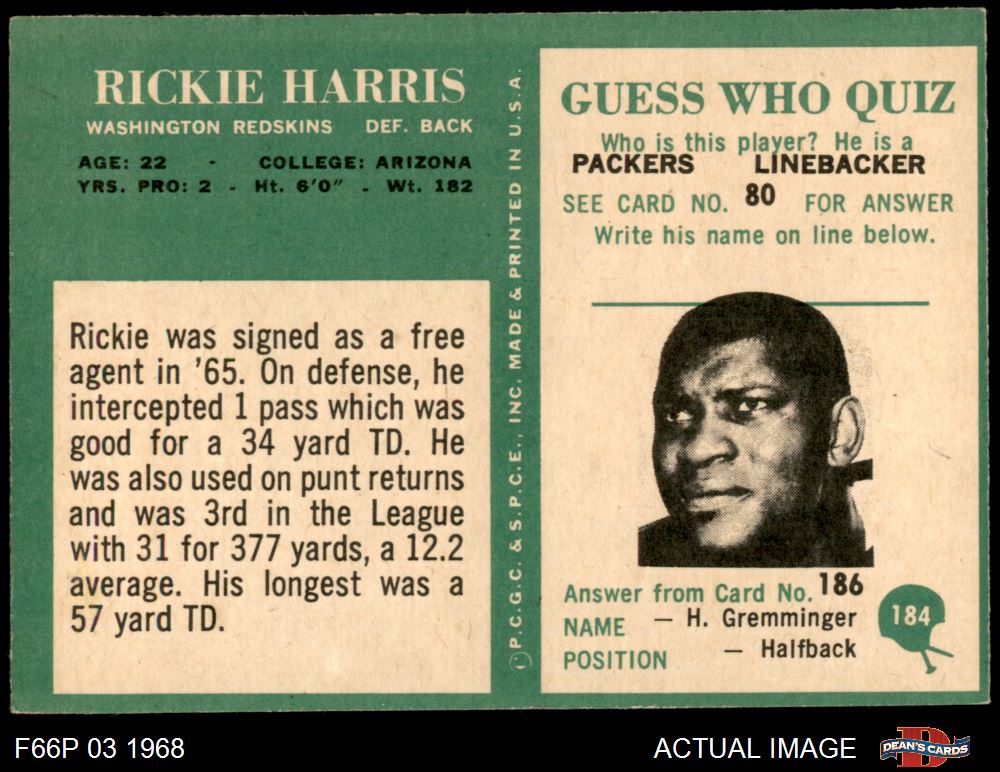 RICKIE HARRIS
WASHINGTON REDSKINS DEF. BACK
AGE: 22 - COLLEGE: ARIZONA
YRS. PRO: 2 - Ht. 6'0" - Wt. 182
Rickie was signed as a free
agent in '65. On defense, he
intercepted 1 pass which was
good for a 34 yard TD. He
was also used on punt returns
and was 3rd in the League
with 31 for 377 yards, a 12.2
average. His longest was a
57 yard TD.
©P.C.G.C. & S.P.C.E., INC. MADE & PRINTED IN U.S.A.
GUESS WHO QUIZ
Who is this player? He is a
PACKERS LINEBACKER
SEE CARD NO. 80 FOR ANSWER
Write his name on line below.
Answer from Card No. 186
NAME — H. Gremminger
POSITION — Halfback
184
F66P 03 1968
ACTUAL IMAGE
D
DEAN'S CARDS